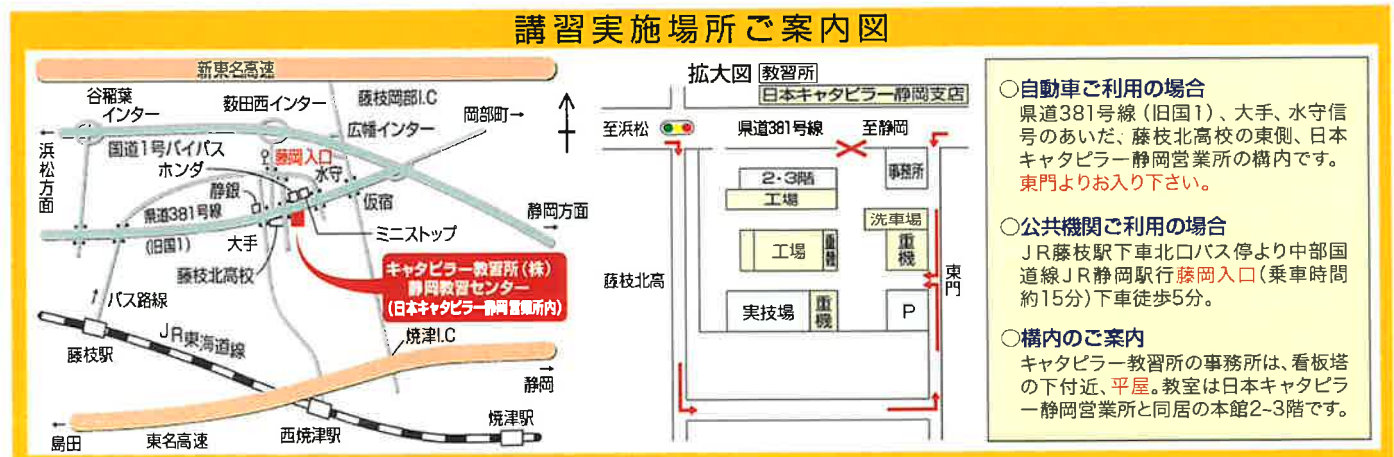 講習実施場所ご案内図
新東名高速
谷稲葉
インター
薮田西インター
藤枝岡部I.C
岡部町→
広幡インター
←
浜松方面
国道1号バイパス
藤岡入口
ホンダ
水守
静銀
県道381号線
(旧国1)
仮宿
静岡方面
→
大手
ミニストップ
藤枝北高校
キャタピラー教習所(株)
静岡教習センター
(日本キャタピラー静岡営業所内)
バス路線
JR東海道線
藤枝駅
焼津I.C
静岡
→
←
島田
東名高速
西焼津駅
焼津駅
拡大図 教習所
日本キャタピラー静岡支店
至浜松
県道381号線
至静岡
2・3階
工場
事務所
洗車場
工場
重機
重機
藤枝北高
東門
実技場
重機
P
○自動車ご利用の場合
県道381号線(旧国1)、大手、水守信
号のあいだ、藤枝北高校の東側、日本
キャタピラー静岡営業所の構内です。
東門よりお入り下さい。
○公共機関ご利用の場合
JR藤枝駅下車北口バス停より中部国
道線JR静岡駅行藤岡入口(乗車時間
約15分)下車徒歩5分。
○構内のご案内
キャタピラー教習所の事務所は、看板塔
の下付近、平屋。教室は日本キャタピラ
ー静岡営業所と同居の本館2~3階です。